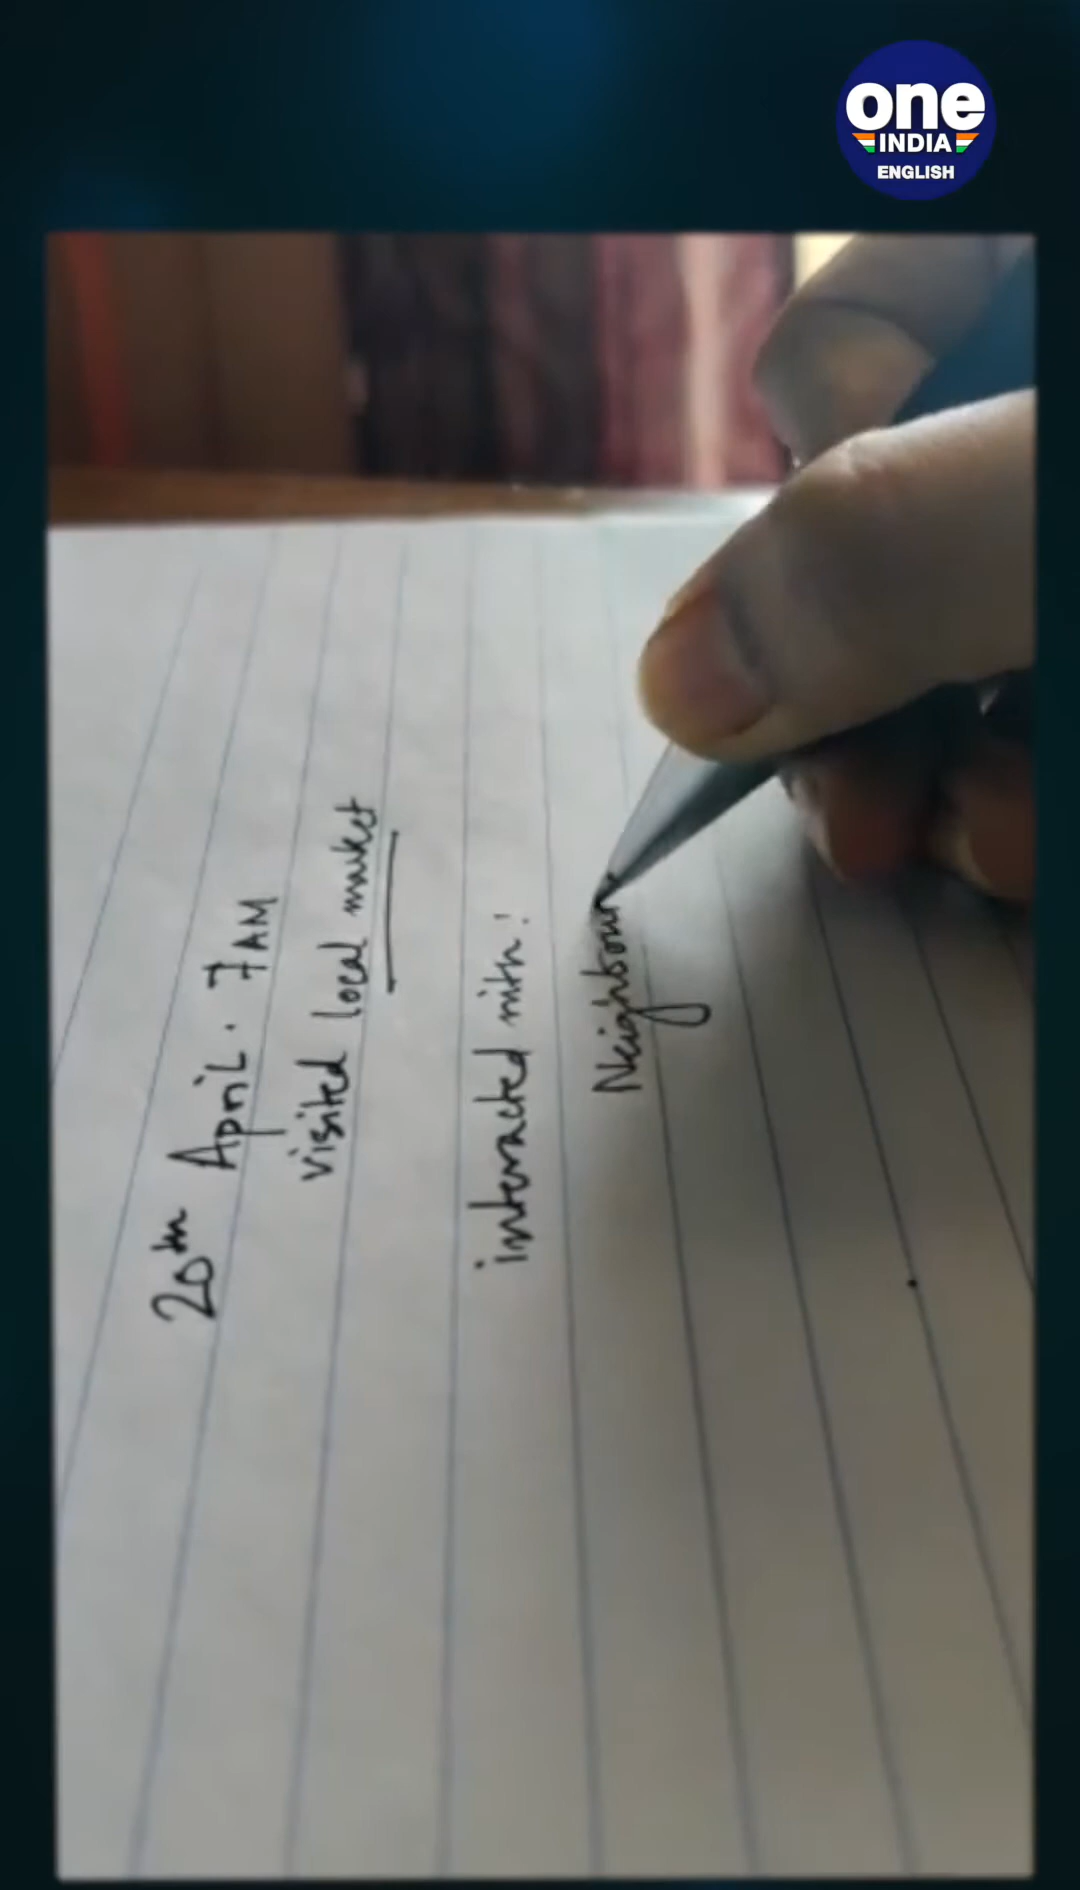 one
INDIA
ENGLISH
20th April. 7AM
visited local market
interacted with:
Neighbour